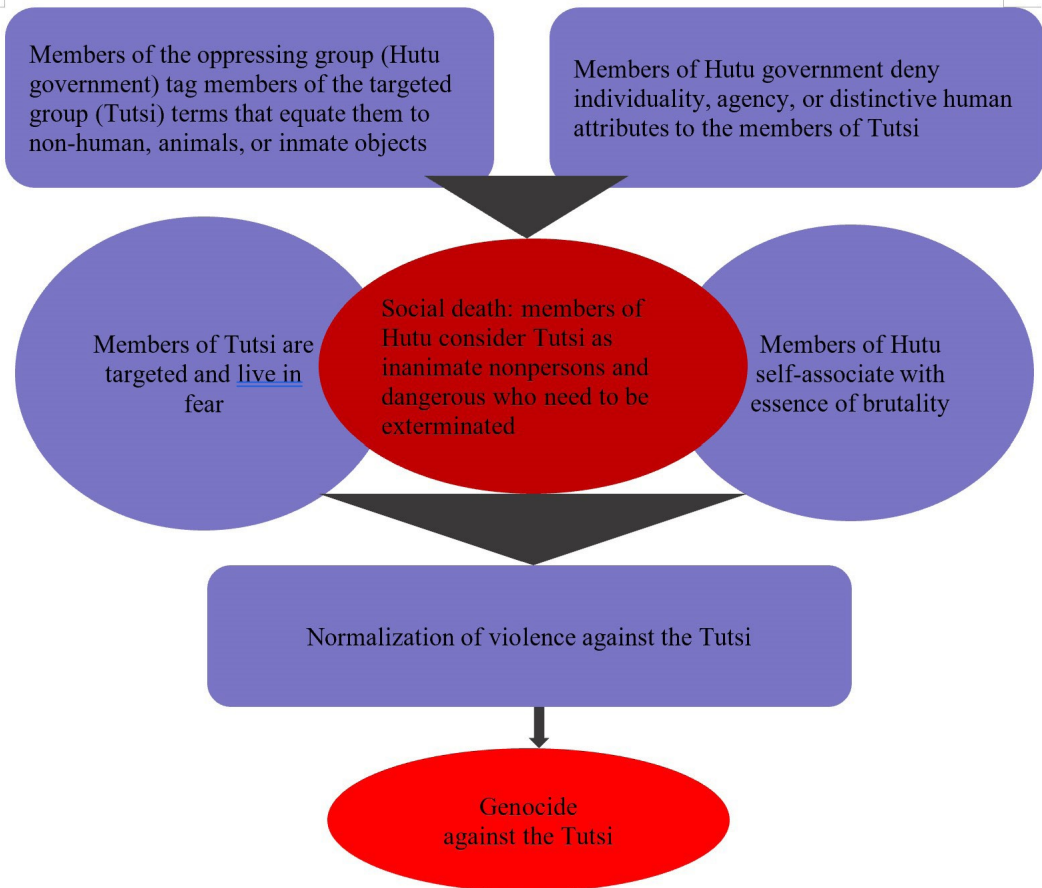 Members of the oppressing group (Hutu
government) tag members of the targeted
group (Tutsi) terms that equate them to
non-human, animals, or inmate objects
Members of Hutu government deny
individuality, agency, or distinctive human
attributes to the members of Tutsi
Members of Tutsi are
targeted and live in
fear
Social death: members of
Hutu consider Tutsi as
inanimate nonpersons and
dangerous who need to be
exterminated
Members of Hutu
self-associate with
essence of brutality
Normalization of violence against the Tutsi
Genocide
against the Tutsi